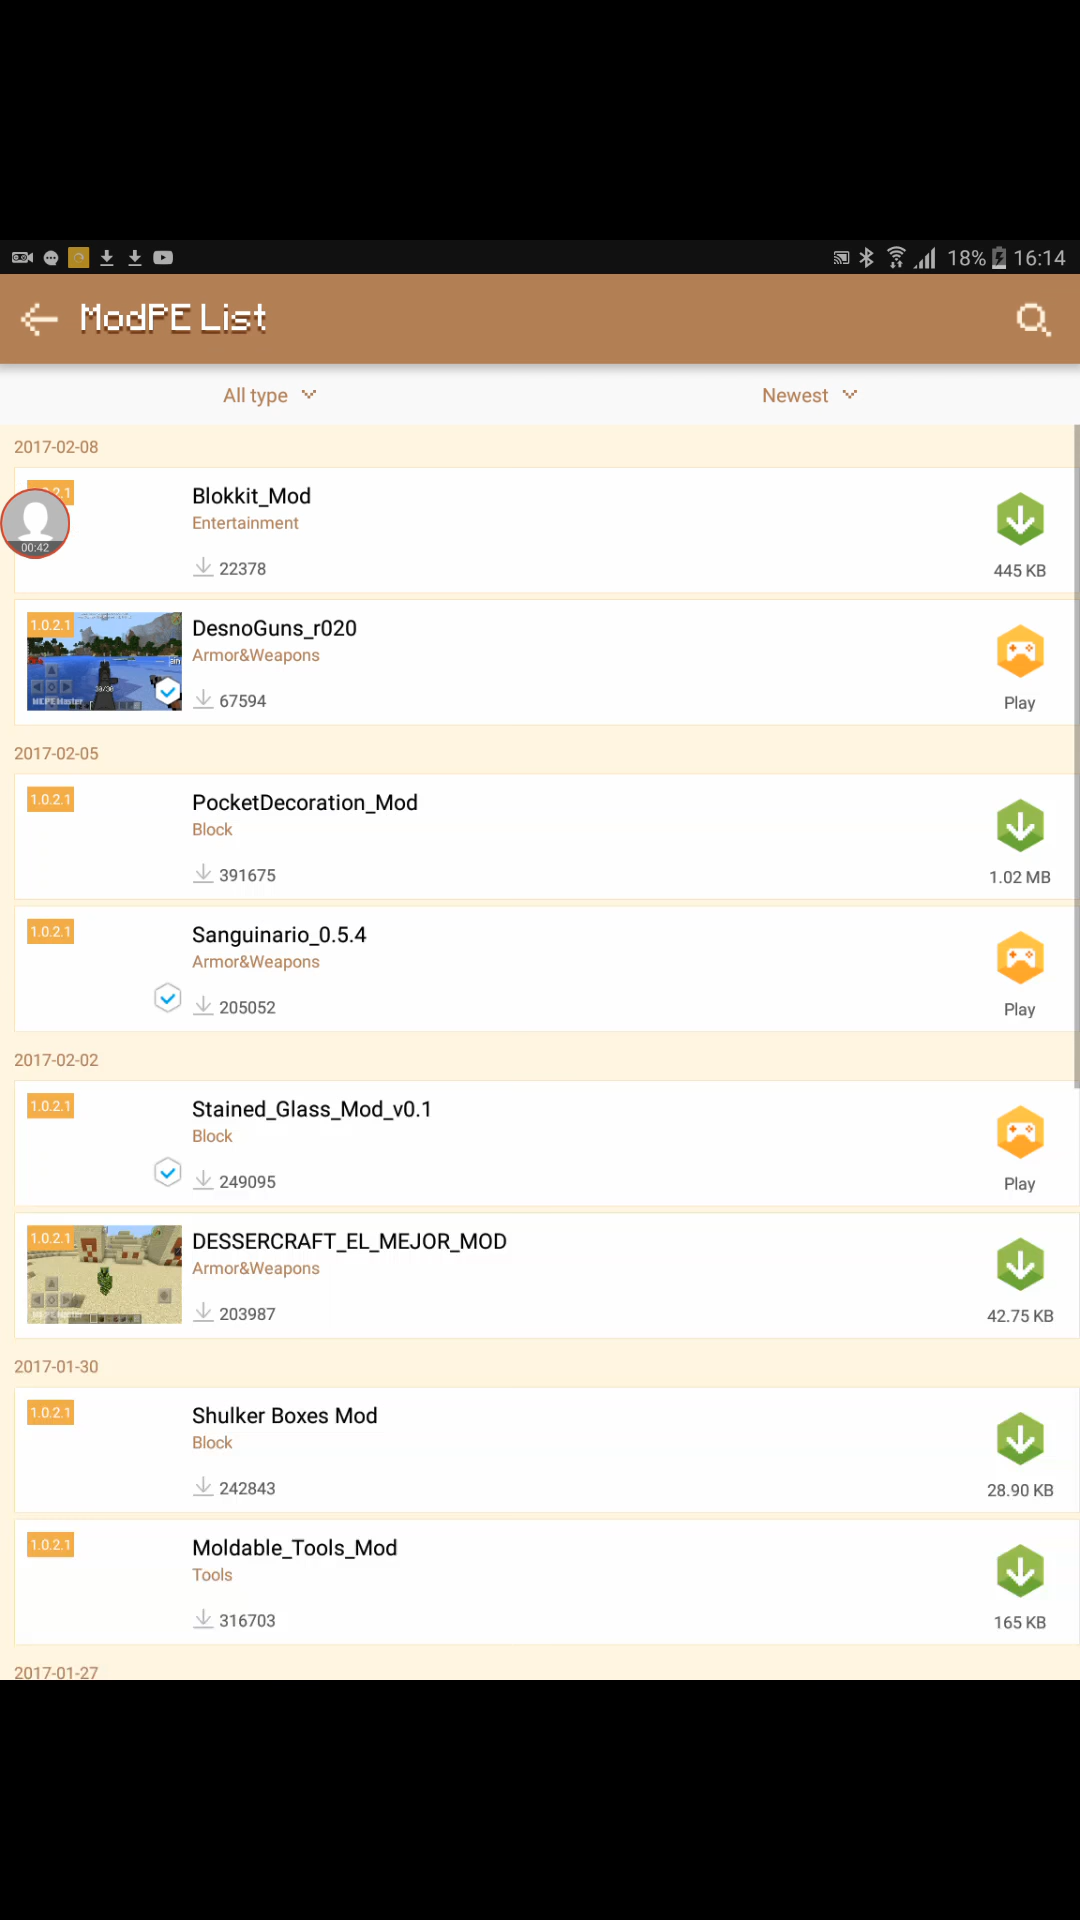 18% 16:14
ModPE List
All type Newest
2017-02-08
Blokkit_Mod
Entertainment
00:42
22378
445 KB
1.0.2.1
DesnoGuns_r020
Armor&Weapons
30/30
MCPE Master
67594
Play
2017-02-05
1.0.2.1
PocketDecoration_Mod
Block
391675
1.02 MB
1.0.2.1
Sanguinario_0.5.4
Armor&Weapons
205052
Play
2017-02-02
1.0.2.1
Stained_Glass_Mod_v0.1
Block
249095
Play
1.0.2.1
DESSERCRAFT_EL_MEJOR_MOD
Armor&Weapons
203987
42.75 KB
2017-01-30
1.0.2.1
Shulker Boxes Mod
Block
242843
28.90 KB
1.0.2.1
Moldable_Tools_Mod
Tools
316703
165 KB
2017-01-27